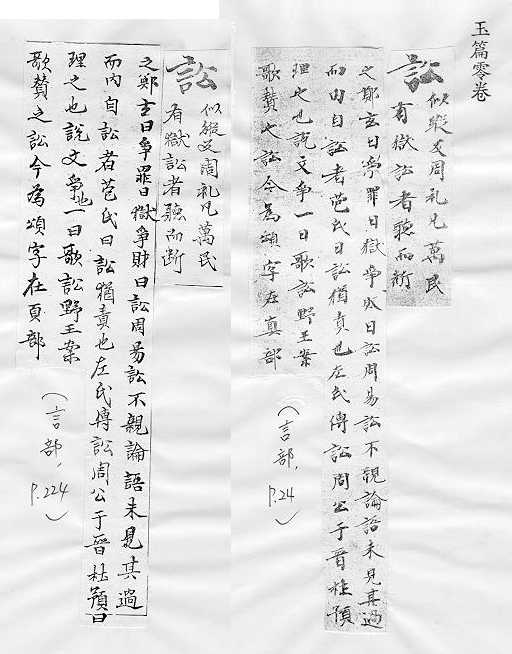 玉篇零卷
訟似縱反周礼凡萬民
有獄訟者聽而斷
之鄭玄曰爭罪曰獄爭財曰訟周易訟不親論語未見其過
而内自訟者苞氏曰訟猶責也左氏傳訟周公于晉杜預
理之也說文爭一曰歌訟野王案
歌贊之訟今為頌字在頁部
(言部, P.24)
訟似縱反周礼凡萬民
有獄訟者聽而斷
之鄭玄曰爭罪曰獄爭財曰訟周易訟不親論語未見其過
而内自訟者苞氏曰訟猶責也左氏傳訟周公于晉杜預曰
理之也說文爭也一曰歌訟野王案
歌贊之訟今為頌字在頁部
(言部, P.224)